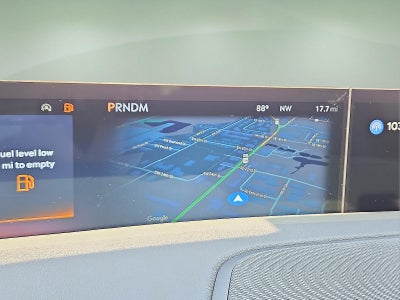 PRNDM
88° NW 17.7 mi
103
uel level low
mi to empty
Google